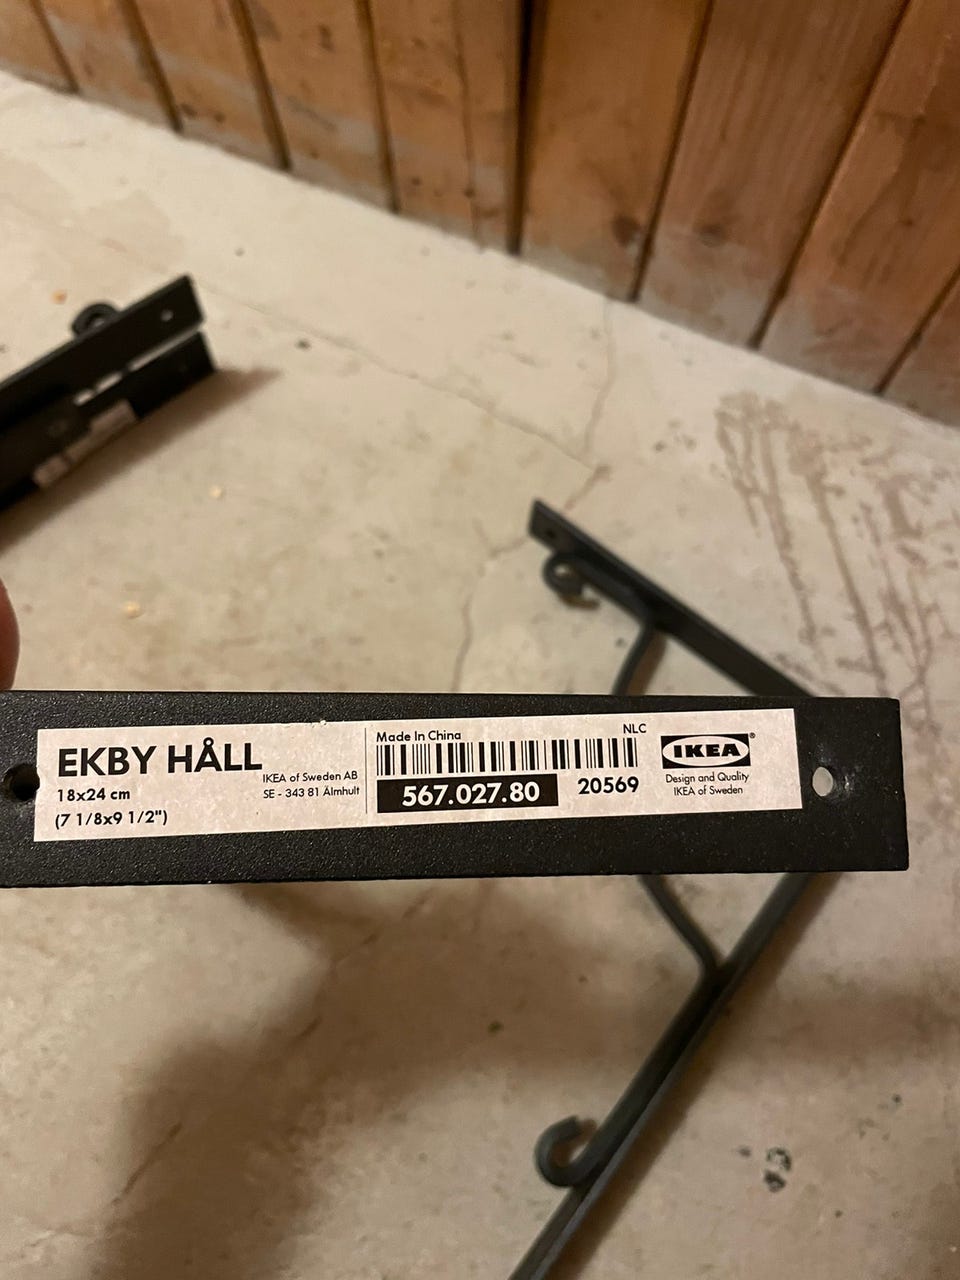 EKBY HÅLL
18x24 cm
(7 1/8x9 1/2")
IKEA of Sweden AB
SE - 343 81 Älmhult
Made In China
NLC
567.027.80
20569
IKEA®
Design and Quality
IKEA of Sweden